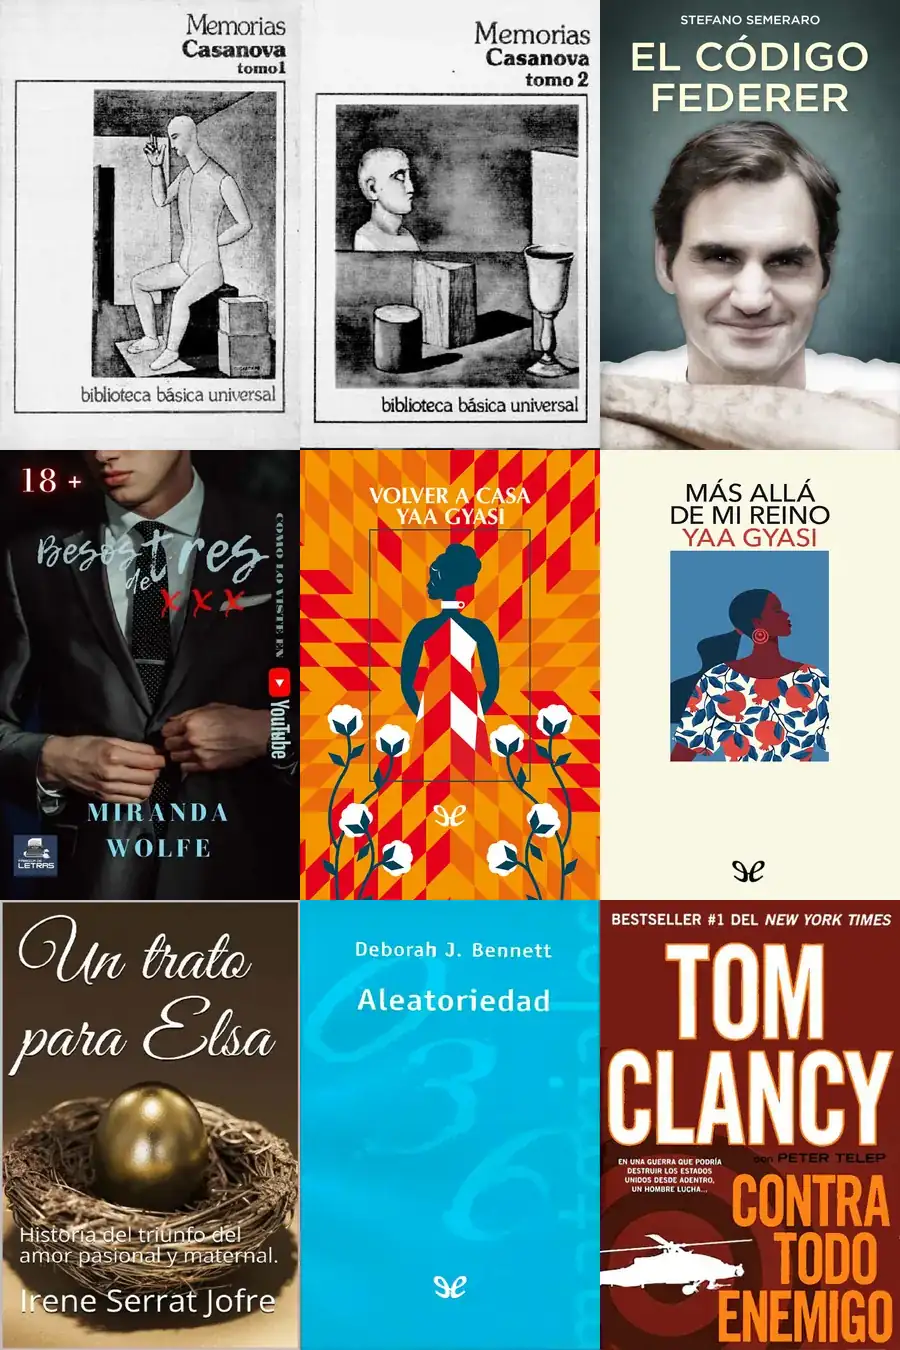 Memorias
Casanova
tomo 1
biblioteca básica universal
Memorias
Casanova
tomo 2
biblioteca básica universal
STEFANO SEMERARO
EL CÓDIGO
FEDERER
18 +
Besos
de
tres
XXX
COMO LO VISTE EN
YouTube
MIRANDA
WOLFE
FÁBRICA DE
LETRAS
VOLVER A CASA
YAA GYASI
MÁS ALLÁ
DE MI REINO
YAA GYASI
Un trato
para Elsa
Historia del triunfo del
amor pasional y maternal.
Irene Serrat Jofre
Deborah J. Bennett
Aleatoriedad
036
BESTSELLER #1 DEL NEW YORK TIMES
TOM
CLANCY
con PETER TELEP
EN UNA GUERRA QUE PODRÍA
DESTRUIR LOS ESTADOS
UNIDOS DESDE ADENTRO,
UN HOMBRE LUCHA...
CONTRA
TODO
ENEMIGO